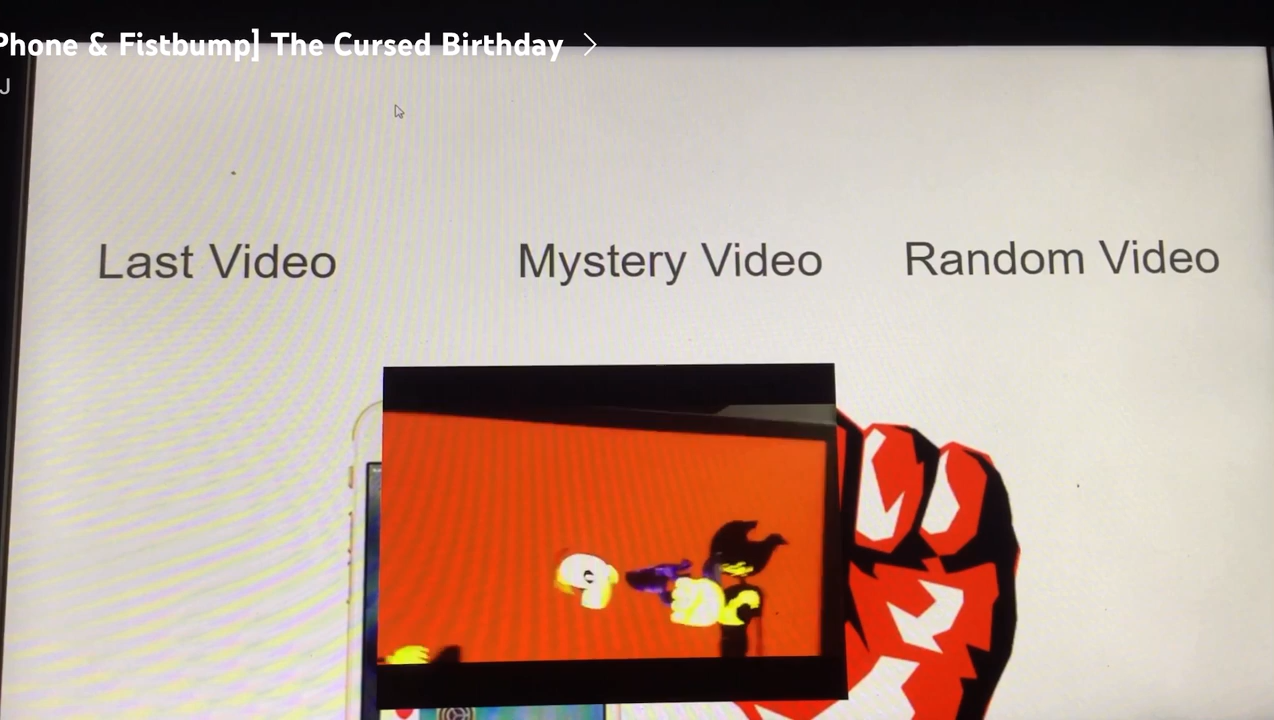 Phone & Fistbump] The Cursed Birthday
J
Last Video
Mystery Video
Random Video